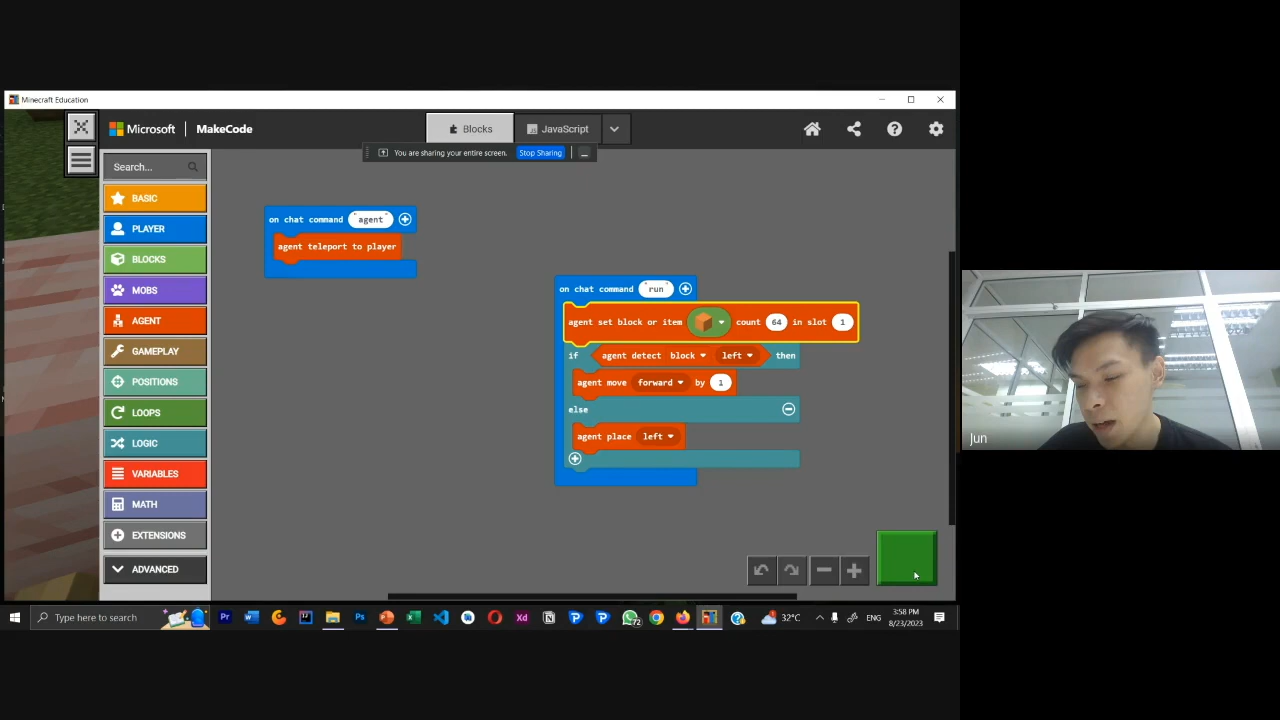 Minecraft Education
Microsoft | MakeCode
Blocks
JavaScript
You are sharing your entire screen.
Stop Sharing
Search...
BASIC
PLAYER
BLOCKS
MOBS
AGENT
GAMEPLAY
POSITIONS
LOOPS
LOGIC
VARIABLES
MATH
EXTENSIONS
ADVANCED
on chat command "agent"
agent teleport to player
on chat command "run"
agent set block or item count 64 in slot 1
if agent detect block left then
agent move forward by 1
else
agent place left
Jun
Type here to search
Pr
Ps
Xd
72
32°C
ENG
3:58 PM
8/23/2023